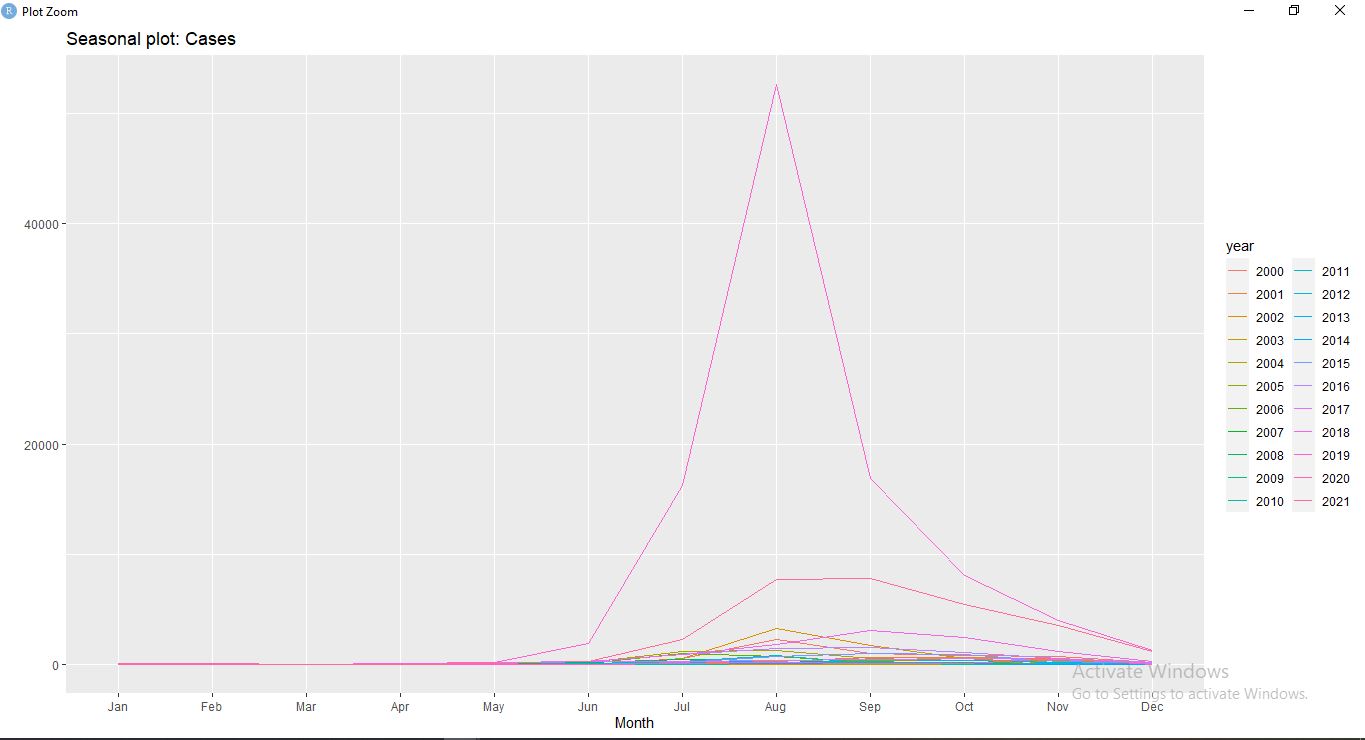 Plot Zoom
Seasonal plot: Cases
40000
20000
0
Jan Feb Mar Apr May Jun Jul Aug Sep Oct Nov Dec
Month
year
2000 2011
2001 2012
2002 2013
2003 2014
2004 2015
2005 2016
2006 2017
2007 2018
2008 2019
2009 2020
2010 2021
Activate Windows
Go to Settings to activate Windows.